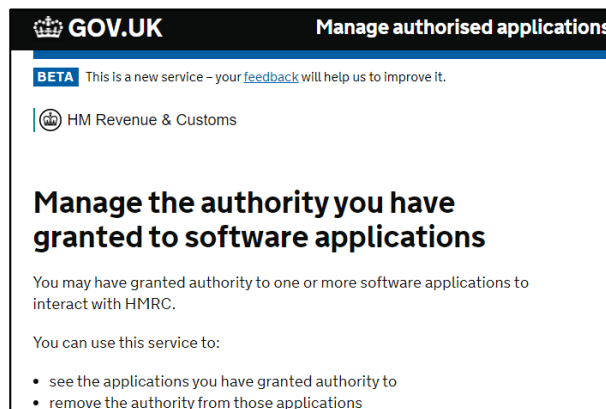 GOV.UK Manage authorised applications
BETA This is a new service – your feedback will help us to improve it.
HM Revenue & Customs
Manage the authority you have
granted to software applications
You may have granted authority to one or more software applications to
interact with HMRC.
You can use this service to:
• see the applications you have granted authority to
• remove the authority from those applications